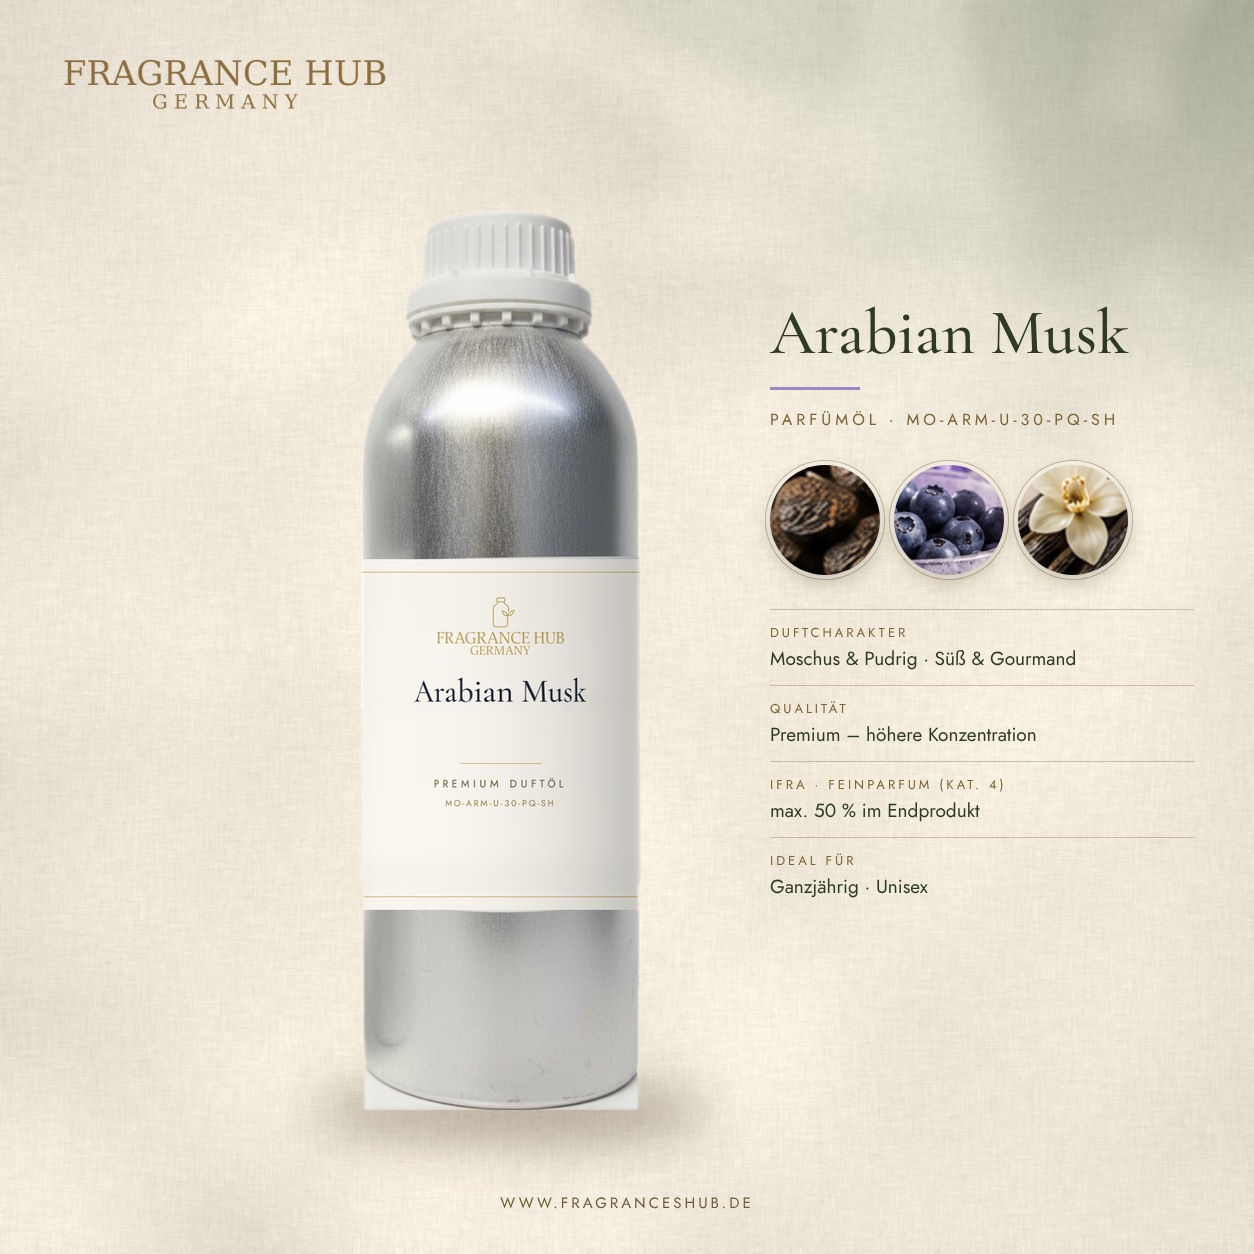 FRAGRANCE HUB
GERMANY
Arabian Musk
PARFÜMÖL · MO-ARM-U-30-PQ-SH
DUFTCHARAKTER
Moschus & Pudrig · Süß & Gourmand
QUALITÄT
Premium – höhere Konzentration
IFRA · FEINPARFUM (KAT. 4)
max. 50 % im Endprodukt
IDEAL FÜR
Ganzjährig · Unisex
FRAGRANCE HUB
GERMANY
Arabian Musk
PREMIUM DUFTÖL
MO-ARM-U-30-PQ-SH
WWW.FRAGRANCESHUB.DE